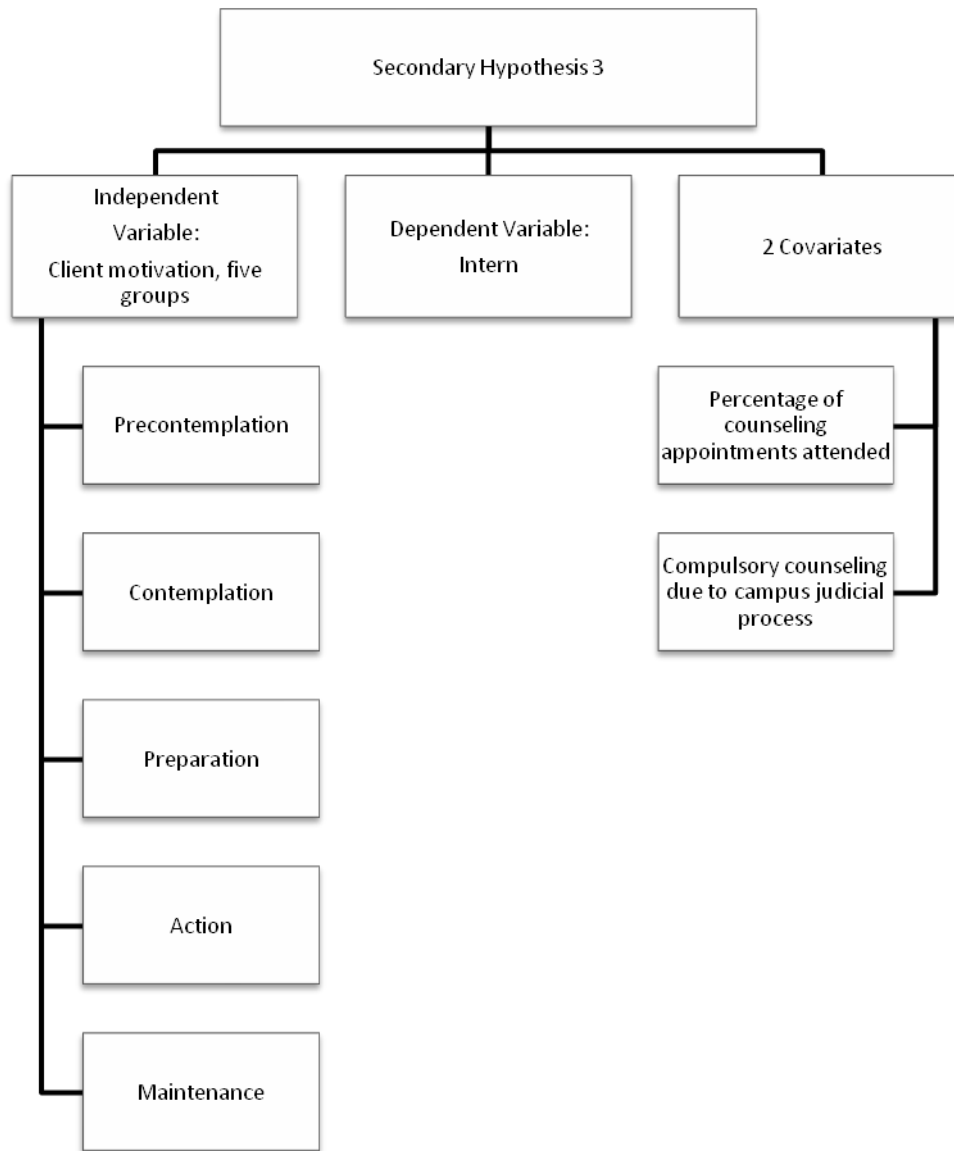 Secondary Hypothesis 3
Independent
Variable:
Client motivation, five
groups
Dependent Variable:
Intern
2 Covariates
Precontemplation
Contemplation
Preparation
Action
Maintenance
Percentage of
counseling
appointments attended
Compulsory counseling
due to campus judicial
process